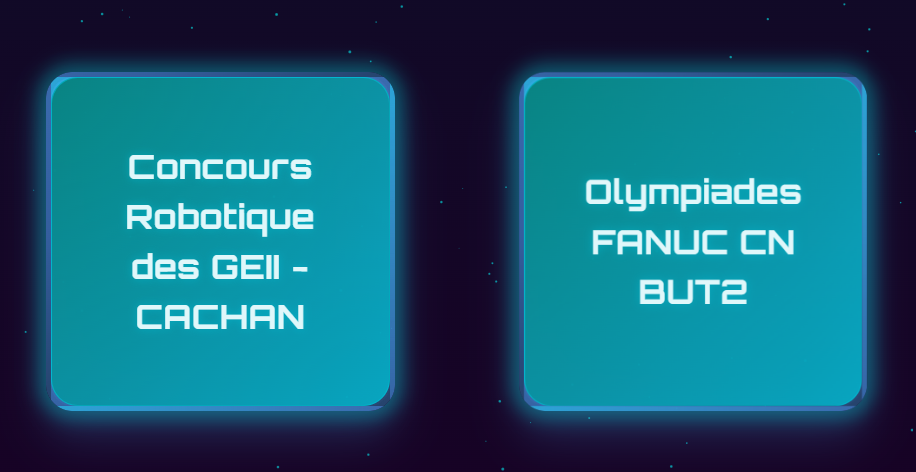 Concours
Robotique
des GEII -
CACHAN
Olympiades
FANUC CN
BUT2